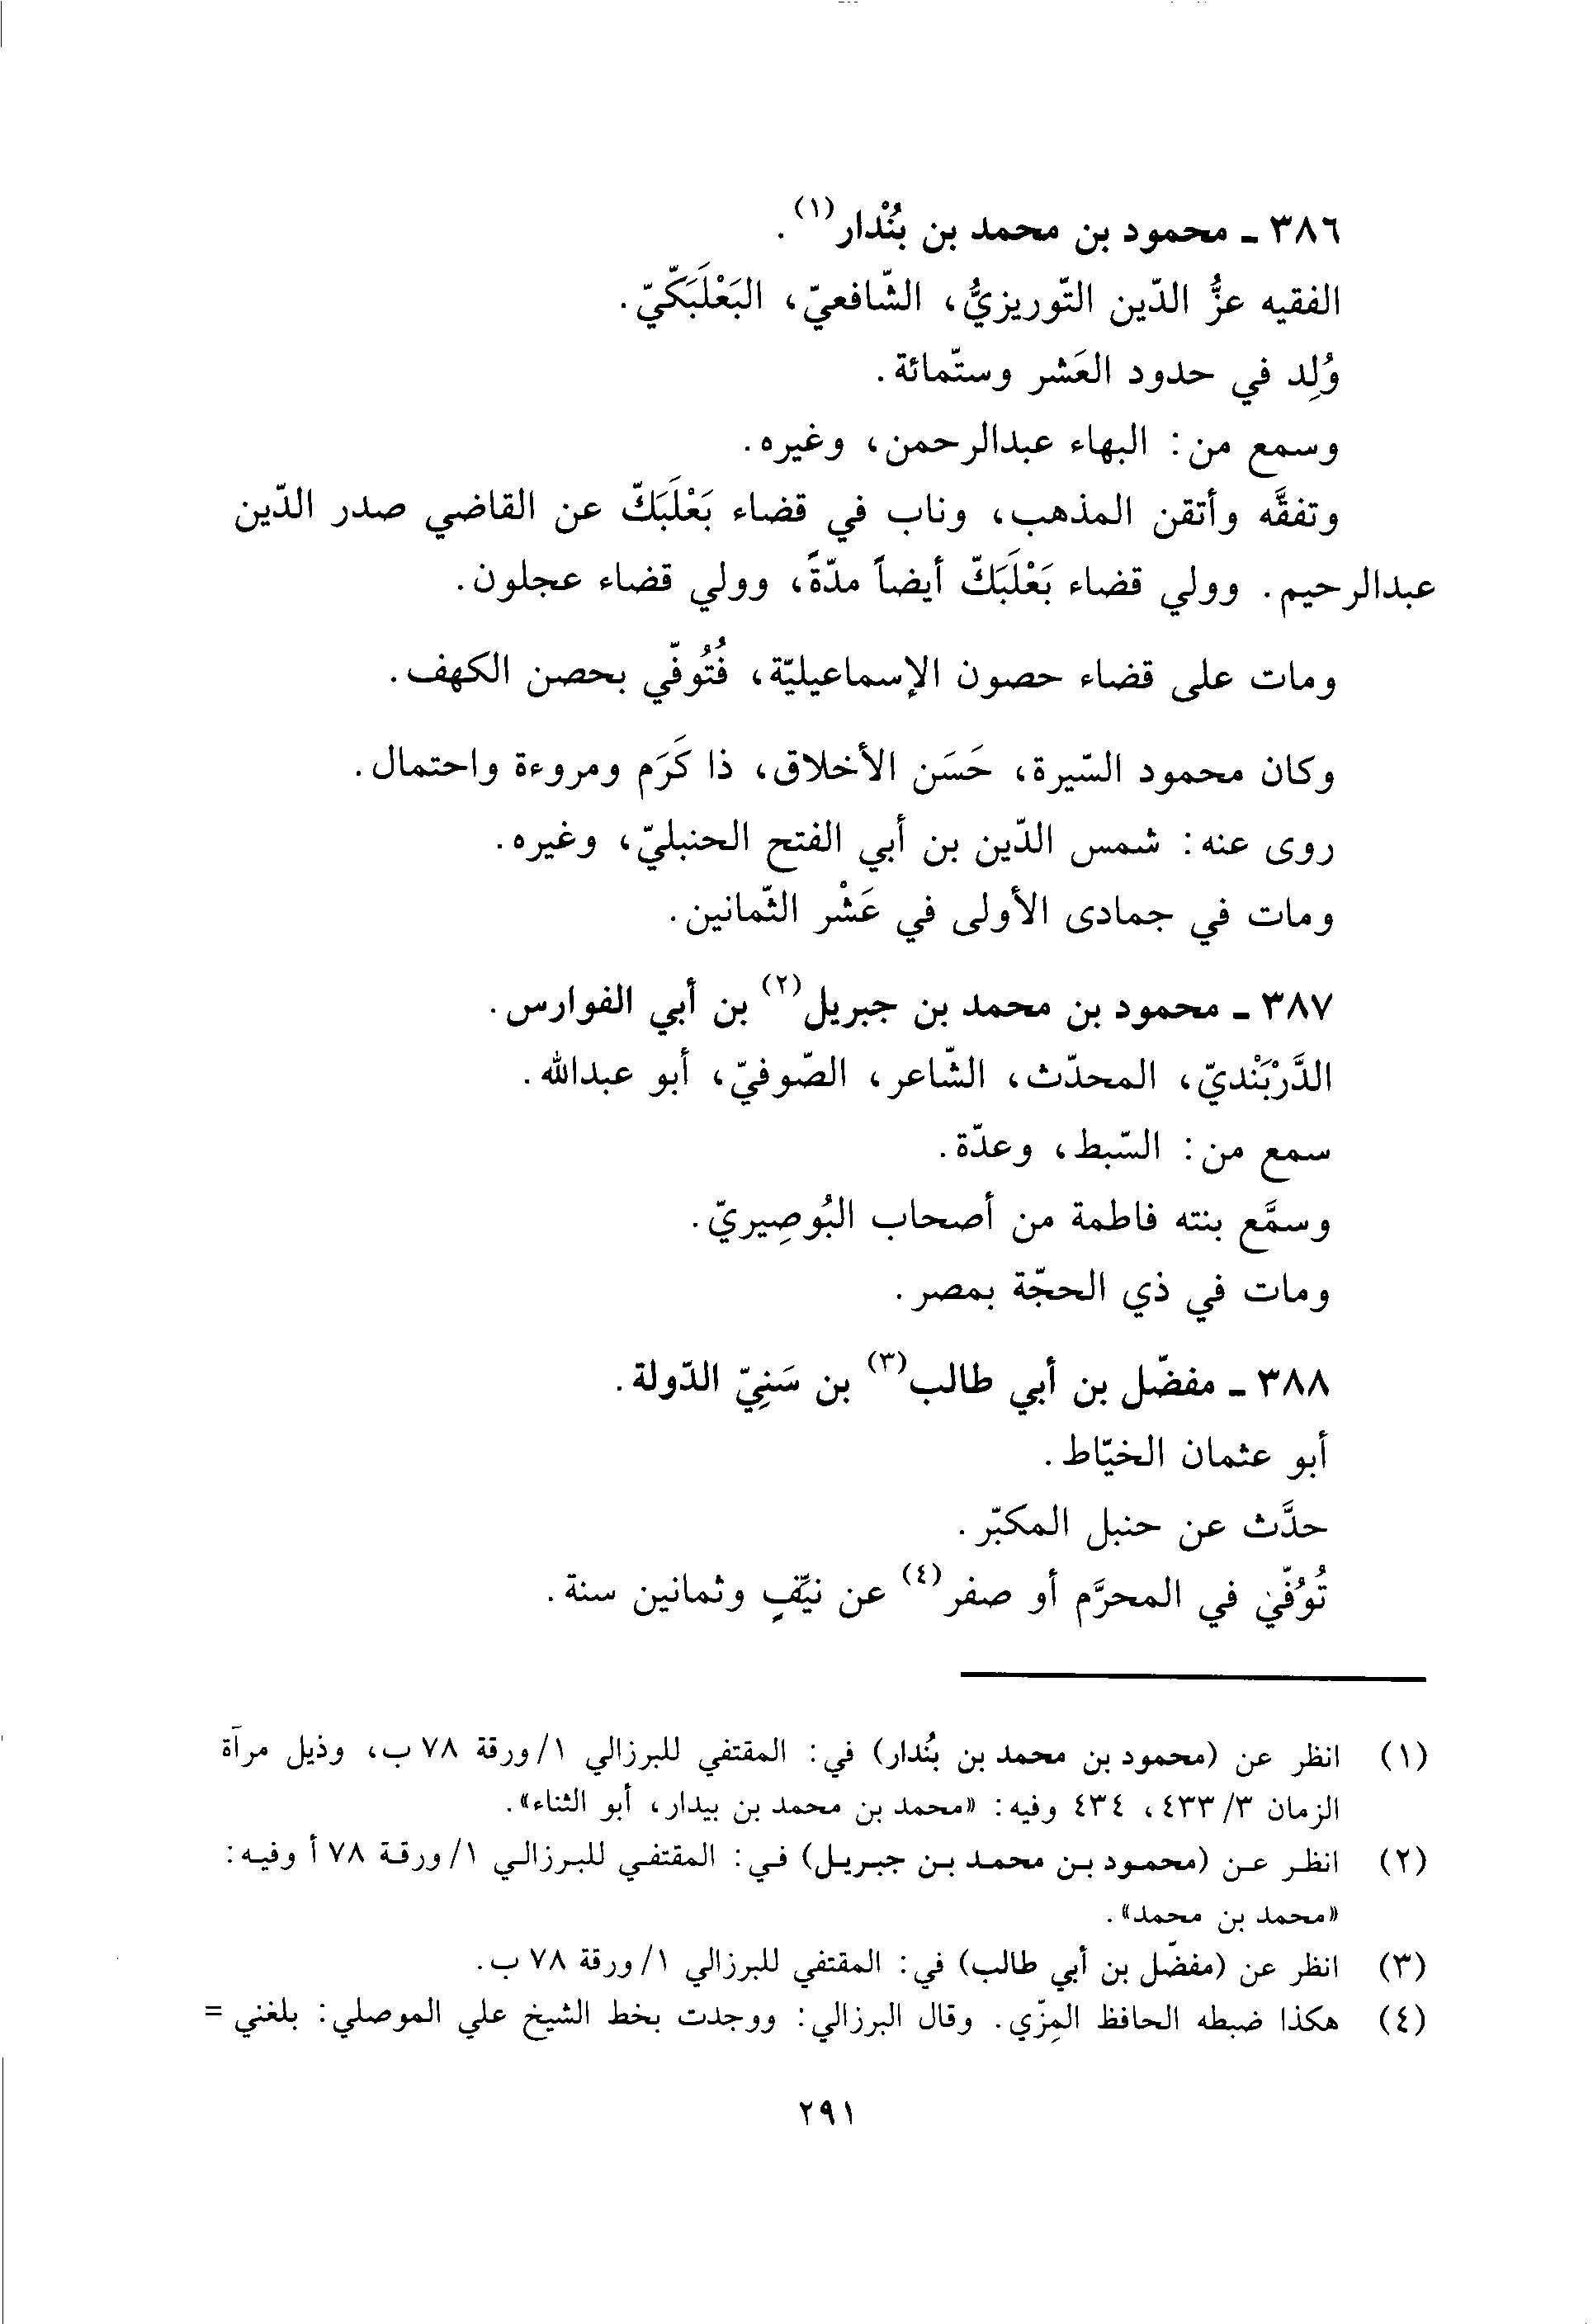 ٣٨٦ ـ محمود بن محمد بن بُنْدار(١).
الفقيه عزُّ الدّين التّوريزيُّ، الشّافعيّ، البَعْلَبَكّيّ.
وُلِد في حدود العَشر وستّمائة.
وسمع من: البهاء عبدالرحمن، وغيره.
وتفقَّه وأتقن المذهب، وناب في قضاء بَعْلَبَكّ عن القاضي صدر الدّين
عبدالرحيم. وولي قضاء بَعْلَبَكّ أيضاً مدّةً، وولي قضاء عجلون.
ومات على قضاء حصون الإسماعيليّة، فُتُوفّي بحصن الكهف.
وكان محمود السّيرة، حَسَن الأخلاق، ذا كَرَم ومروءة واحتمال.
روى عنه: شمس الدّين بن أبي الفتح الحنبليّ، وغيره.
ومات في جمادى الأولى في عَشْر الثّمانين.
٣٨٧ ـ محمود بن محمد بن جبريل(٢) بن أبي الفوارس.
الدَّرْبَنْديّ، المحدّث، الشّاعر، الصّوفيّ، أبو عبدالله.
سمع من: السّبط، وعدّة.
وسمَّع بنته فاطمة من أصحاب البُوصِيريّ.
ومات في ذي الحجّة بمصر.
٣٨٨ ـ مفضّل بن أبي طالب(٣) بن سَنِيّ الدّولة.
أبو عثمان الخيّاط.
حدَّث عن حنبل المكبّر.
تُوُفّي في المحرَّم أو صفر(٤) عن نيِّفٍ وثمانين سنة.
(١) انظر عن (محمود بن محمد بن بُنْدار) في: المقتفي للبرزالي ١/ورقة ٧٨ ب، وذيل مرآة
الزمان ٣/ ٤٣٣، ٤٣٤ وفيه: «محمد بن محمد بن بيدار، أبو الثناء».
(٢) انظر عن (محمود بن محمد بن جبريل) في: المقتفي للبرزالي ١/ورقة ٧٨ أ وفيه:
«محمد بن محمد».
(٣) انظر عن (مفضّل بن أبي طالب) في: المقتفي للبرزالي ١/ورقة ٧٨ ب.
(٤) هكذا ضبطه الحافظ المِزّي. وقال البرزالي: ووجدت بخط الشيخ علي الموصلي: بلغني =
٢٩١